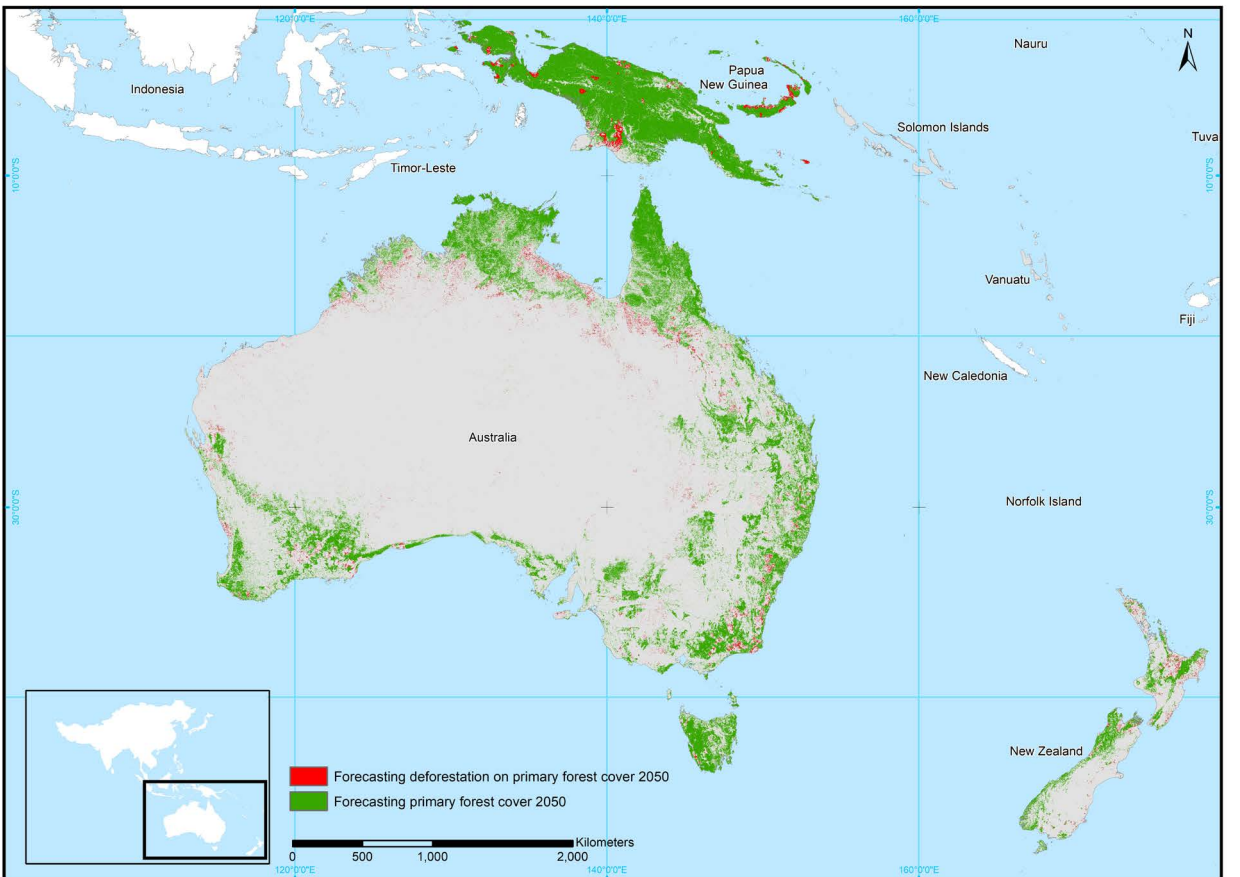 120°0'0"E
140°0'0"E
160°0'0"E
N
Nauru
Indonesia
Papua
New Guinea
Solomon Islands
Tuva
Timor-Leste
10°0'0"S
10°0'0"S
Vanuatu
Fiji
New Caledonia
Australia
30°0'0"S
30°0'0"S
Norfolk Island
New Zealand
Forecasting deforestation on primary forest cover 2050
Forecasting primary forest cover 2050
Kilometers
0 500 1,000 2,000
120°0'0"E
140°0'0"E
160°0'0"E